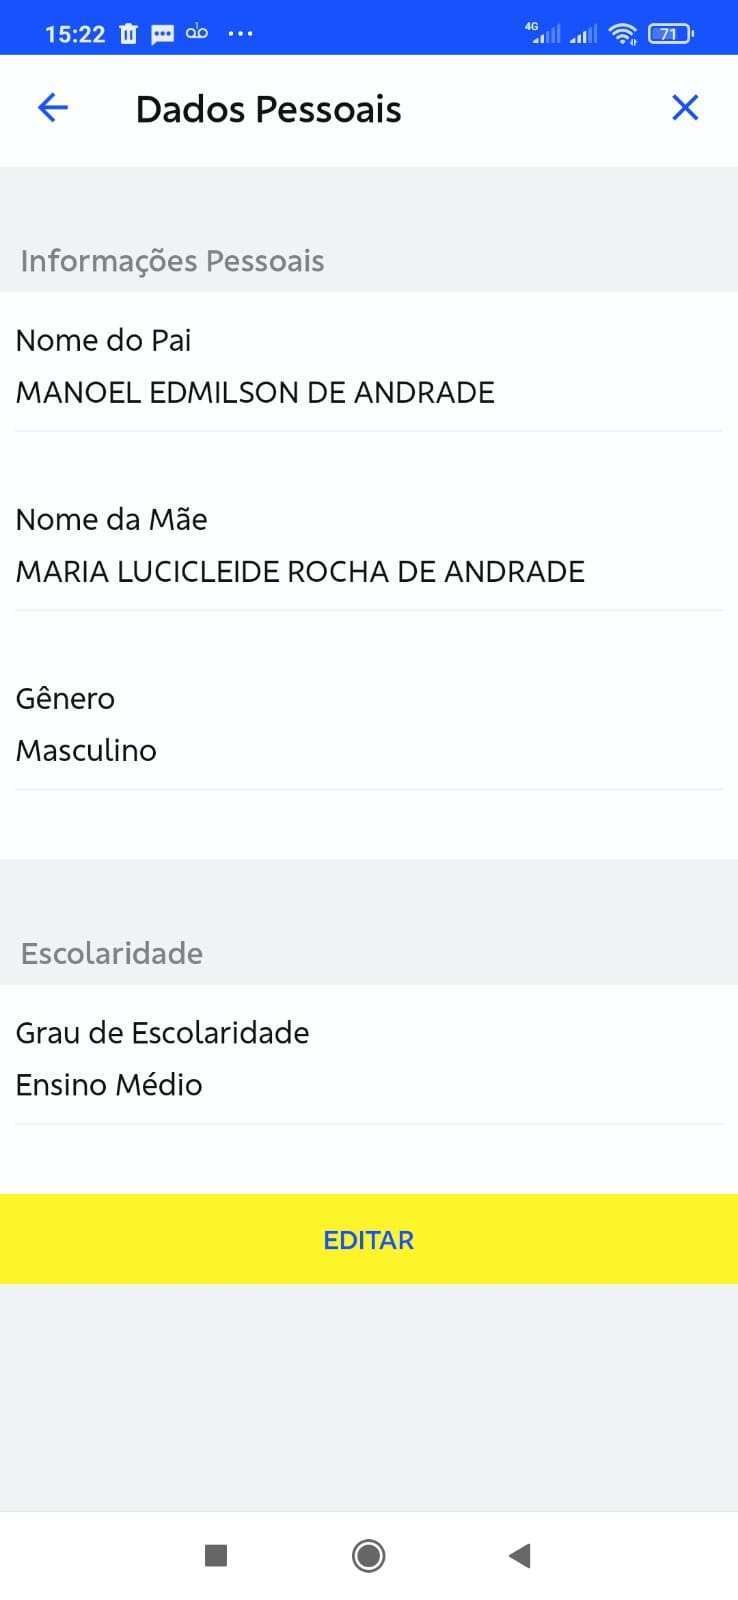 15:22
4G
71
Dados Pessoais
Informações Pessoais
Nome do Pai
MANOEL EDMILSON DE ANDRADE
Nome da Mãe
MARIA LUCICLEIDE ROCHA DE ANDRADE
Gênero
Masculino
Escolaridade
Grau de Escolaridade
Ensino Médio
EDITAR